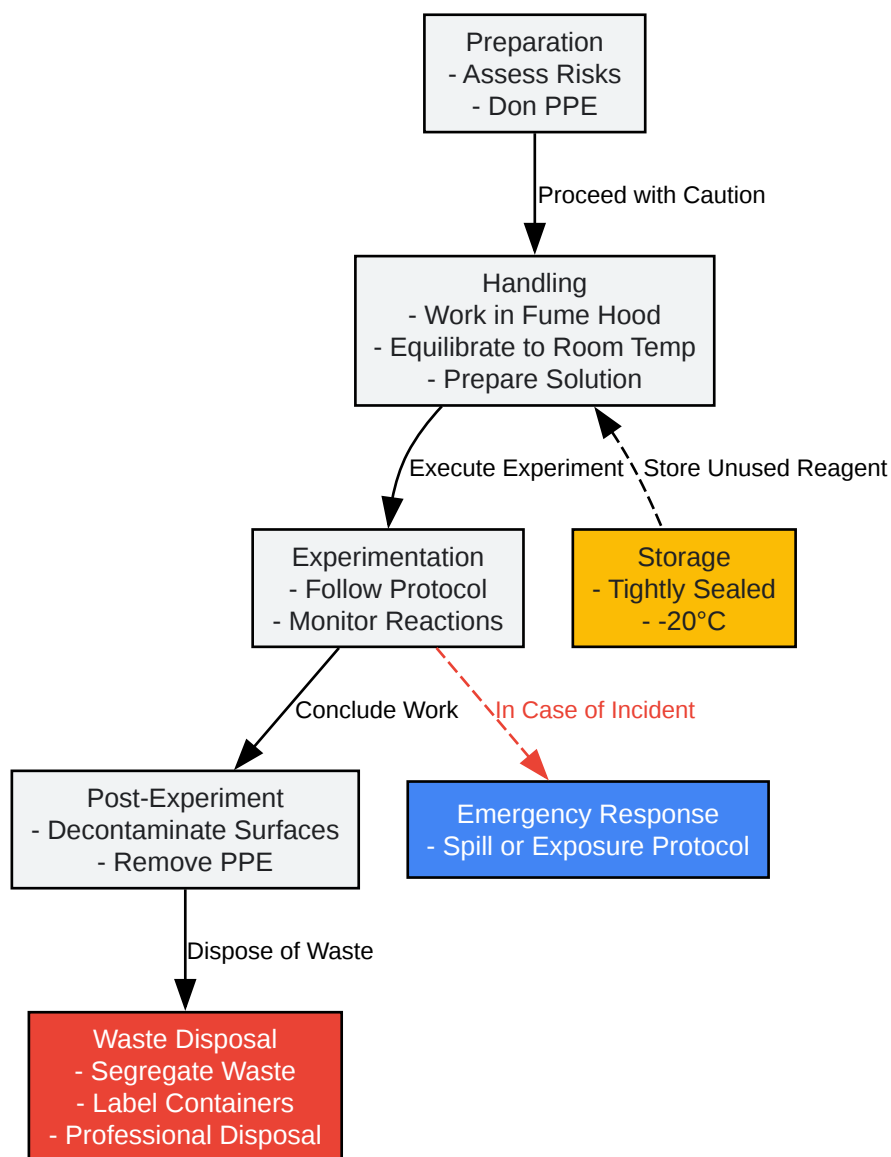 Preparation
- Assess Risks
- Don PPE
Proceed with Caution
Handling
- Work in Fume Hood
- Equilibrate to Room Temp
- Prepare Solution
Execute Experiment
Store Unused Reagent
Experimentation
- Follow Protocol
- Monitor Reactions
Storage
- Tightly Sealed
- -20°C
Conclude Work
In Case of Incident
Post-Experiment
- Decontaminate Surfaces
- Remove PPE
Emergency Response
- Spill or Exposure Protocol
Dispose of Waste
Waste Disposal
- Segregate Waste
- Label Containers
- Professional Disposal